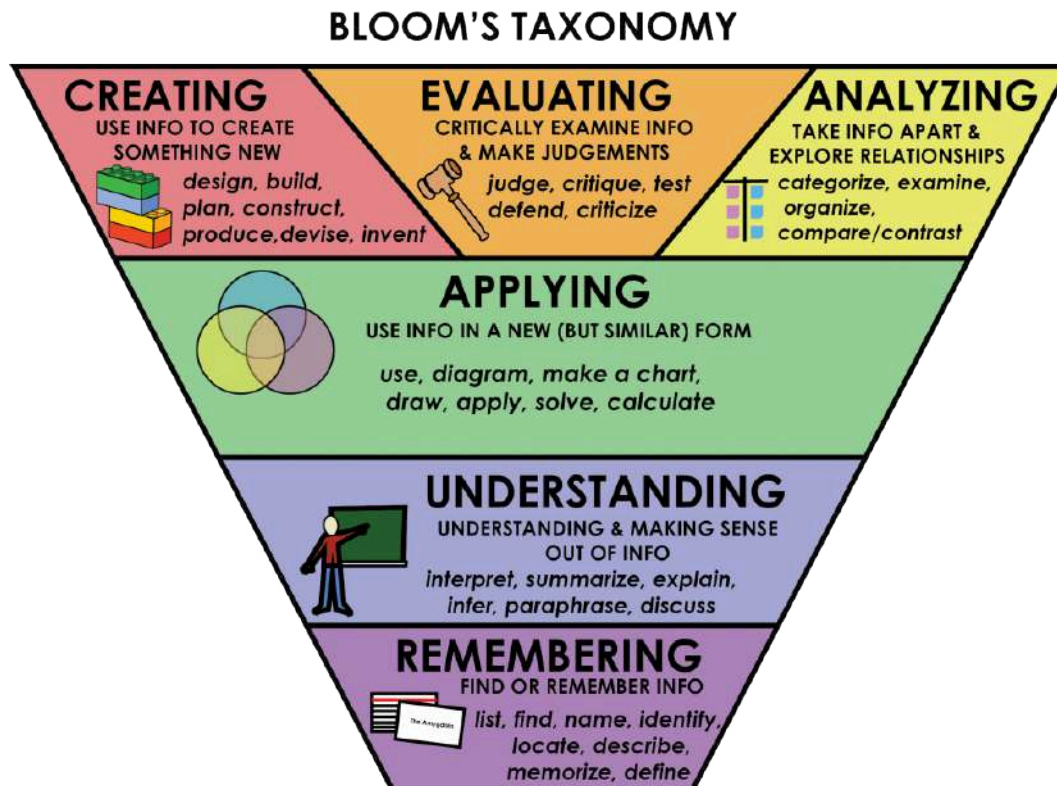 BLOOM'S TAXONOMY
CREATING
USE INFO TO CREATE
SOMETHING NEW
design, build,
plan, construct,
produce,devise, invent
EVALUATING
CRITICALLY EXAMINE INFO
& MAKE JUDGEMENTS
judge, critique, test
defend, criticize
ANALYZING
TAKE INFO APART &
EXPLORE RELATIONSHIPS
categorize, examine,
organize,
compare/contrast
APPLYING
USE INFO IN A NEW (BUT SIMILAR) FORM
use, diagram, make a chart,
draw, apply, solve, calculate
UNDERSTANDING
UNDERSTANDING & MAKING SENSE
OUT OF INFO
interpret, summarize, explain,
infer, paraphrase, discuss
REMEMBERING
FIND OR REMEMBER INFO
The Amygdala
list, find, name, identify,
locate, describe,
memorize, define